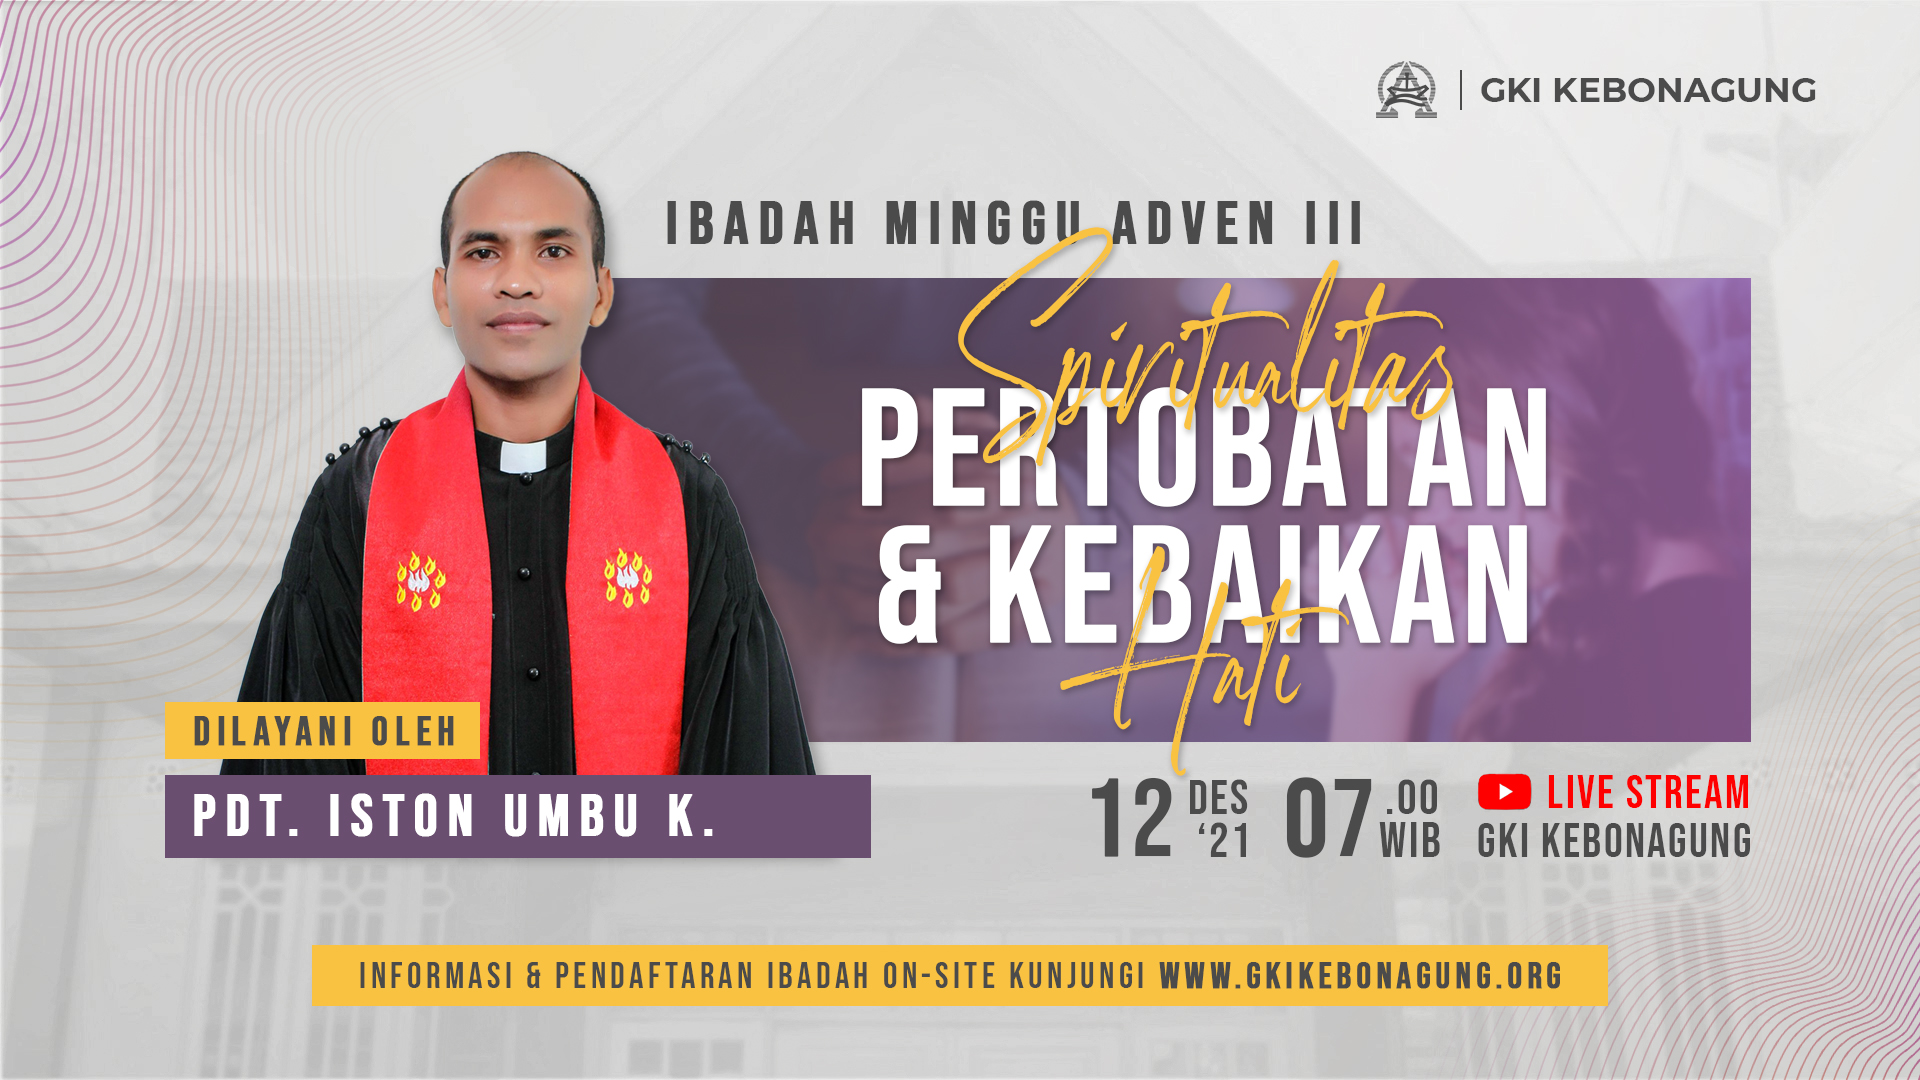 GKI KEBONAGUNG
IBADAH MINGGU ADVEN III
Spiritualitas
PERTOBATAN
& KEBAIKAN
Hati
DILAYANI OLEH
PDT. ISTON UMBU K.
12 DES '21
07.00 WIB
LIVE STREAM
GKI KEBONAGUNG
INFORMASI & PENDAFTARAN IBADAH ON-SITE KUNJUNGI WWW.GKIKEBONAGUNG.ORG